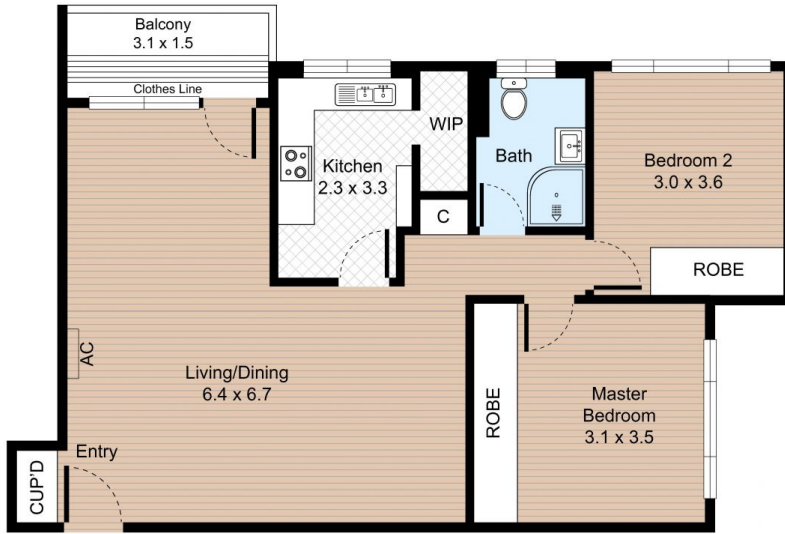 Balcony
3.1 x 1.5
Clothes Line
Kitchen
2.3 x 3.3
WIP
Bath
Bedroom 2
3.0 x 3.6
C
ROBE
AC
Living/Dining
6.4 x 6.7
ROBE
Master
Bedroom
3.1 x 3.5
Entry
CUP'D